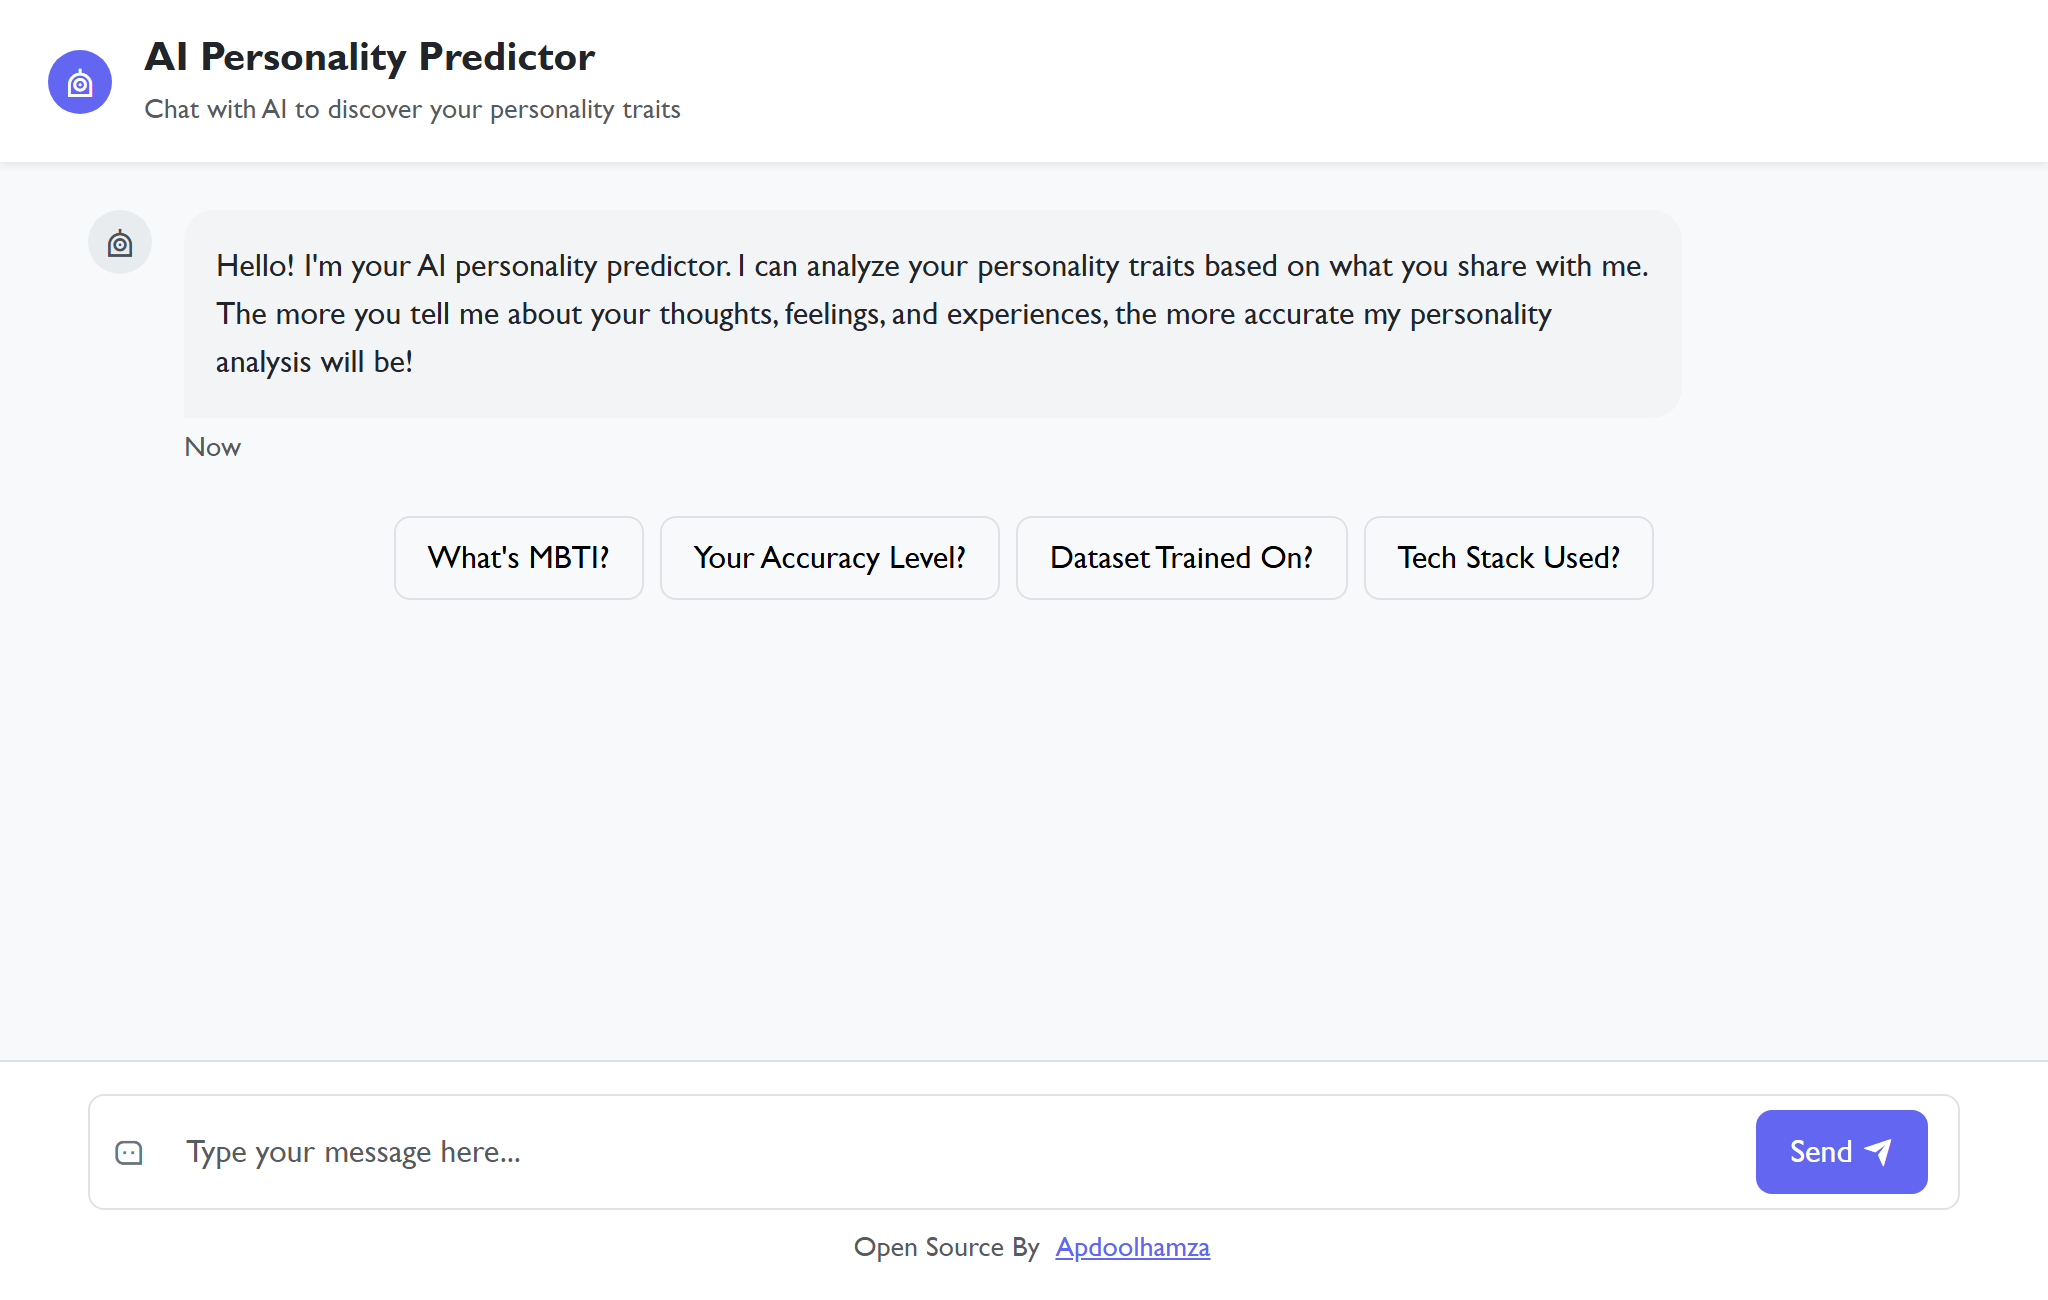 AI Personality Predictor
Chat with AI to discover your personality traits
Hello! I'm your AI personality predictor. I can analyze your personality traits based on what you share with me.
The more you tell me about your thoughts, feelings, and experiences, the more accurate my personality
analysis will be!
Now
What's MBTI?
Your Accuracy Level?
Dataset Trained On?
Tech Stack Used?
Type your message here...
Send
Open Source By Apdoolhamza